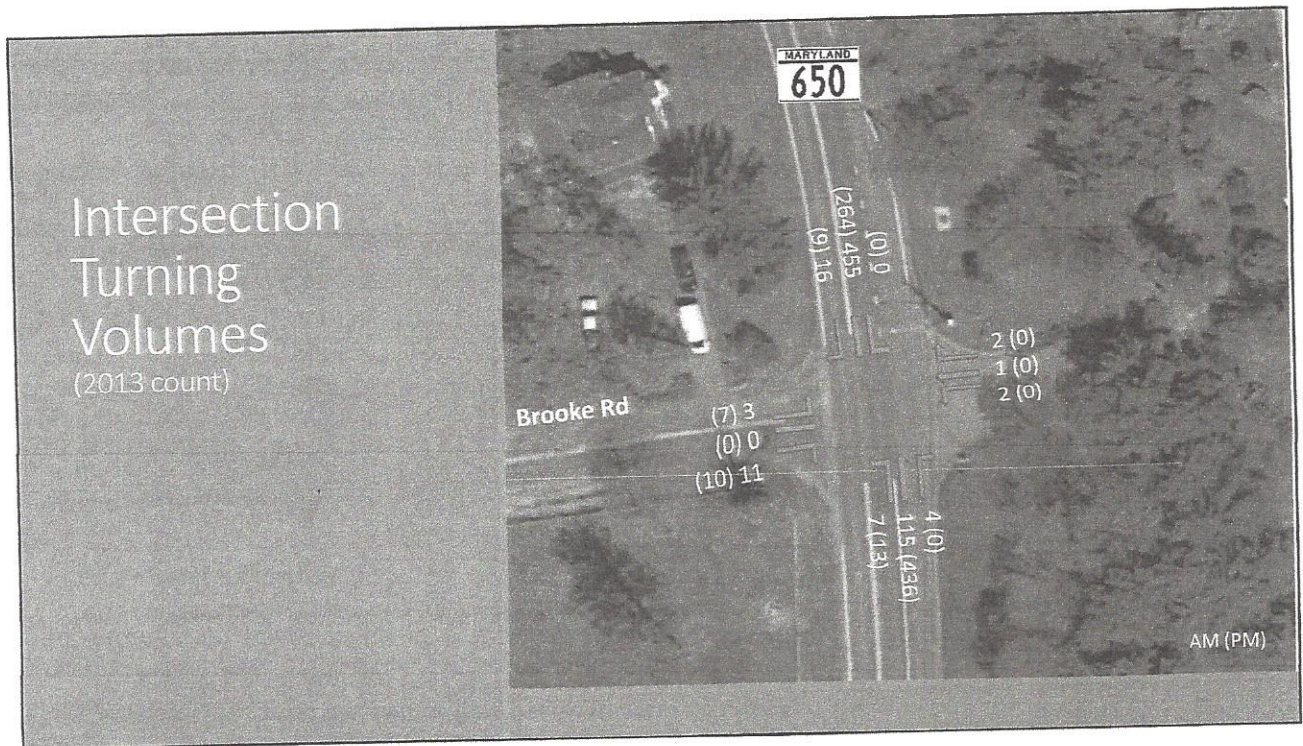 Intersection
Turning
Volumes
(2013 count)
MARYLAND
650
(9) 16
(264) 455
(0) 0
2 (0)
1 (0)
2 (0)
Brooke Rd
(7) 3
(0) 0
(10) 11
7 (13)
115 (436)
4 (0)
AM (PM)